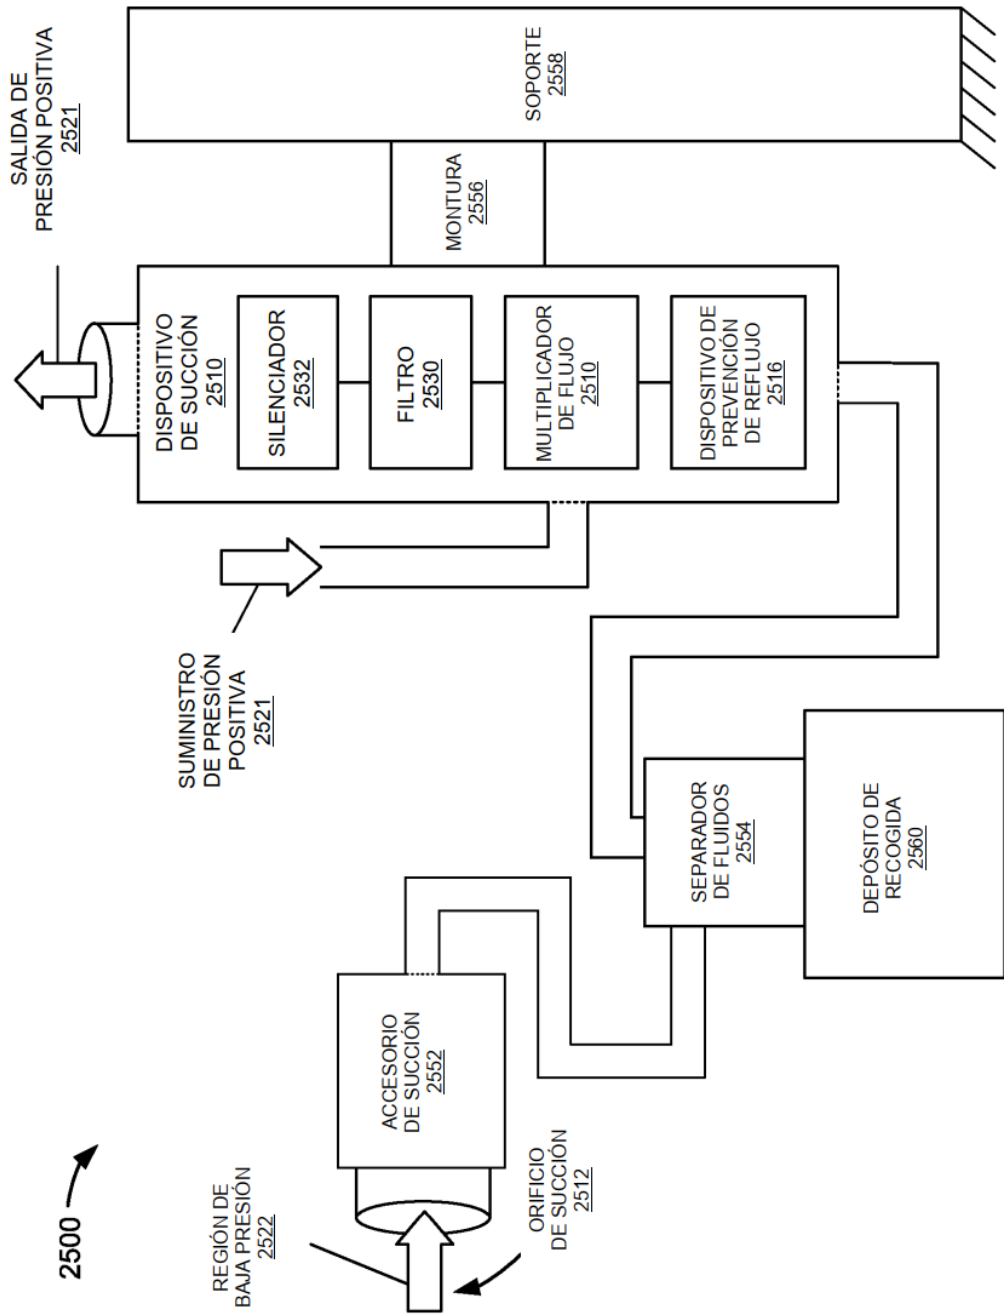 2500
REGIÓN DE
BAJA PRESIÓN
2522
ORIFICIO
DE SUCCIÓN
2512
ACCESORIO
DE SUCCIÓN
2552
SUMINISTRO
DE PRESIÓN
POSITIVA
2521
SALIDA DE
PRESIÓN POSITIVA
2521
DISPOSITIVO
DE SUCCIÓN
2510
SILENCIADOR
2532
FILTRO
2530
MULTIPLICADOR
DE FLUJO
2510
DISPOSITIVO DE
PREVENCIÓN
DE REFLUJO
2516
MONTURA
2556
SOPORTE
2558
SEPARADOR
DE FLUIDOS
2554
DEPÓSITO DE
RECOGIDA
2560